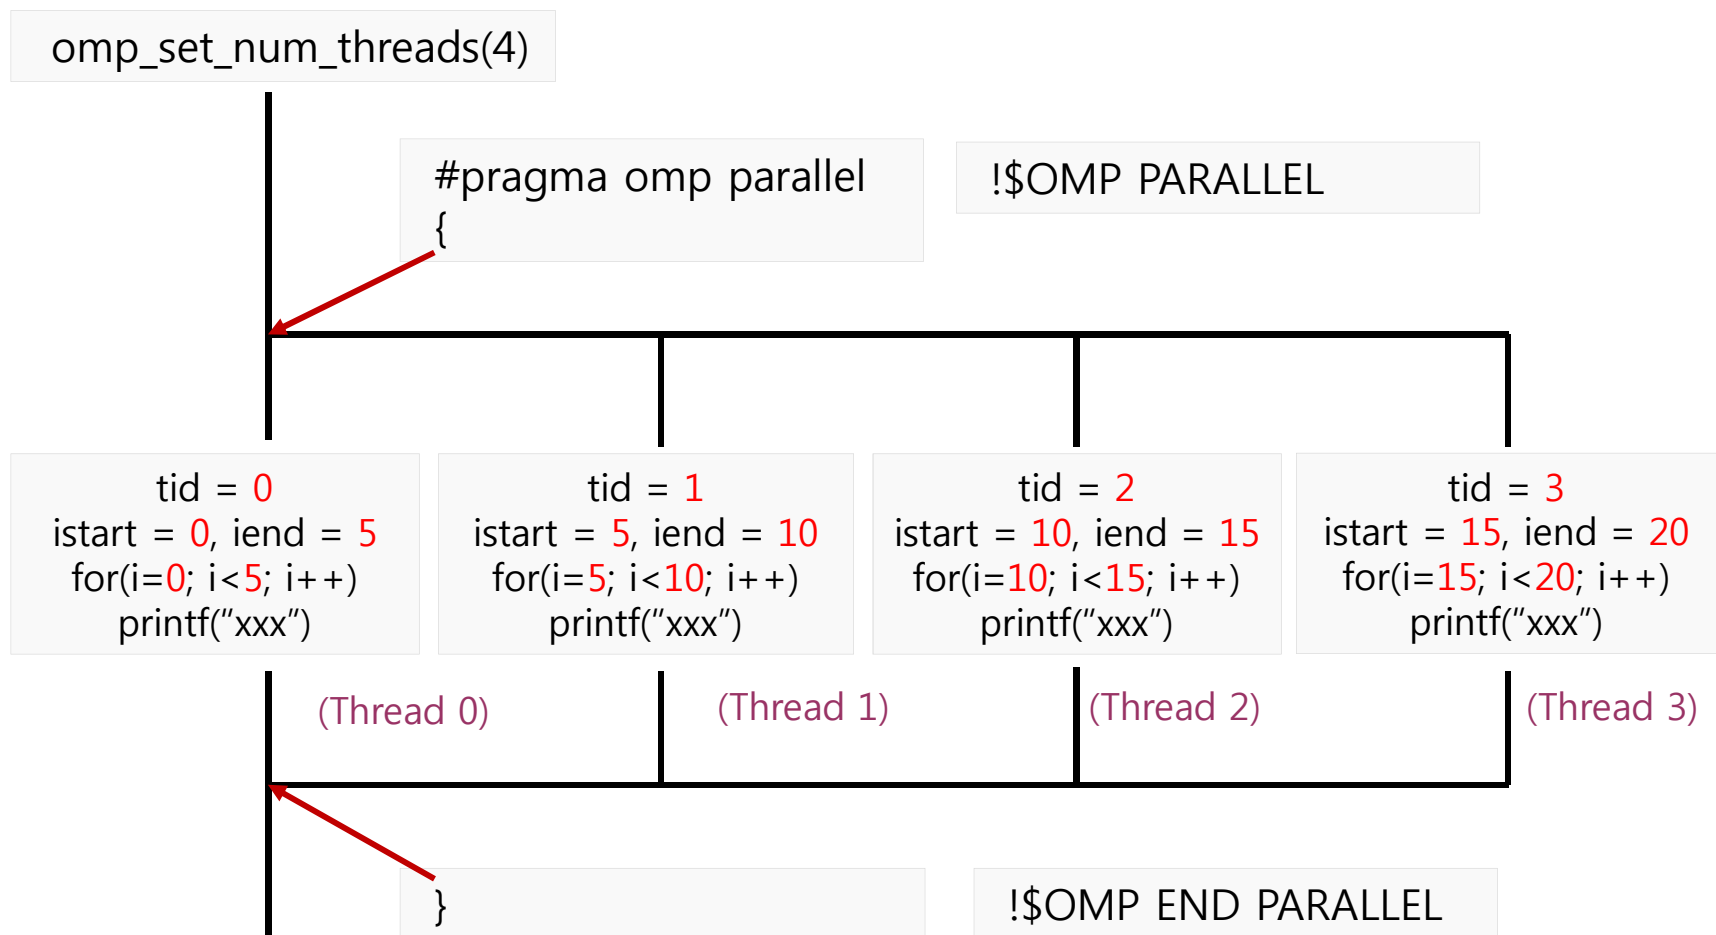 omp_set_num_threads(4)
#pragma omp parallel
{
!$OMP PARALLEL
tid = 0
istart = 0, iend = 5
for(i=0; i<5; i++)
printf(“xxx”)
tid = 1
istart = 5, iend = 10
for(i=5; i<10; i++)
printf(“xxx”)
tid = 2
istart = 10, iend = 15
for(i=10; i<15; i++)
printf(“xxx”)
tid = 3
istart = 15, iend = 20
for(i=15; i<20; i++)
printf(“xxx”)
(Thread 0)
(Thread 1)
(Thread 2)
(Thread 3)
}
!$OMP END PARALLEL